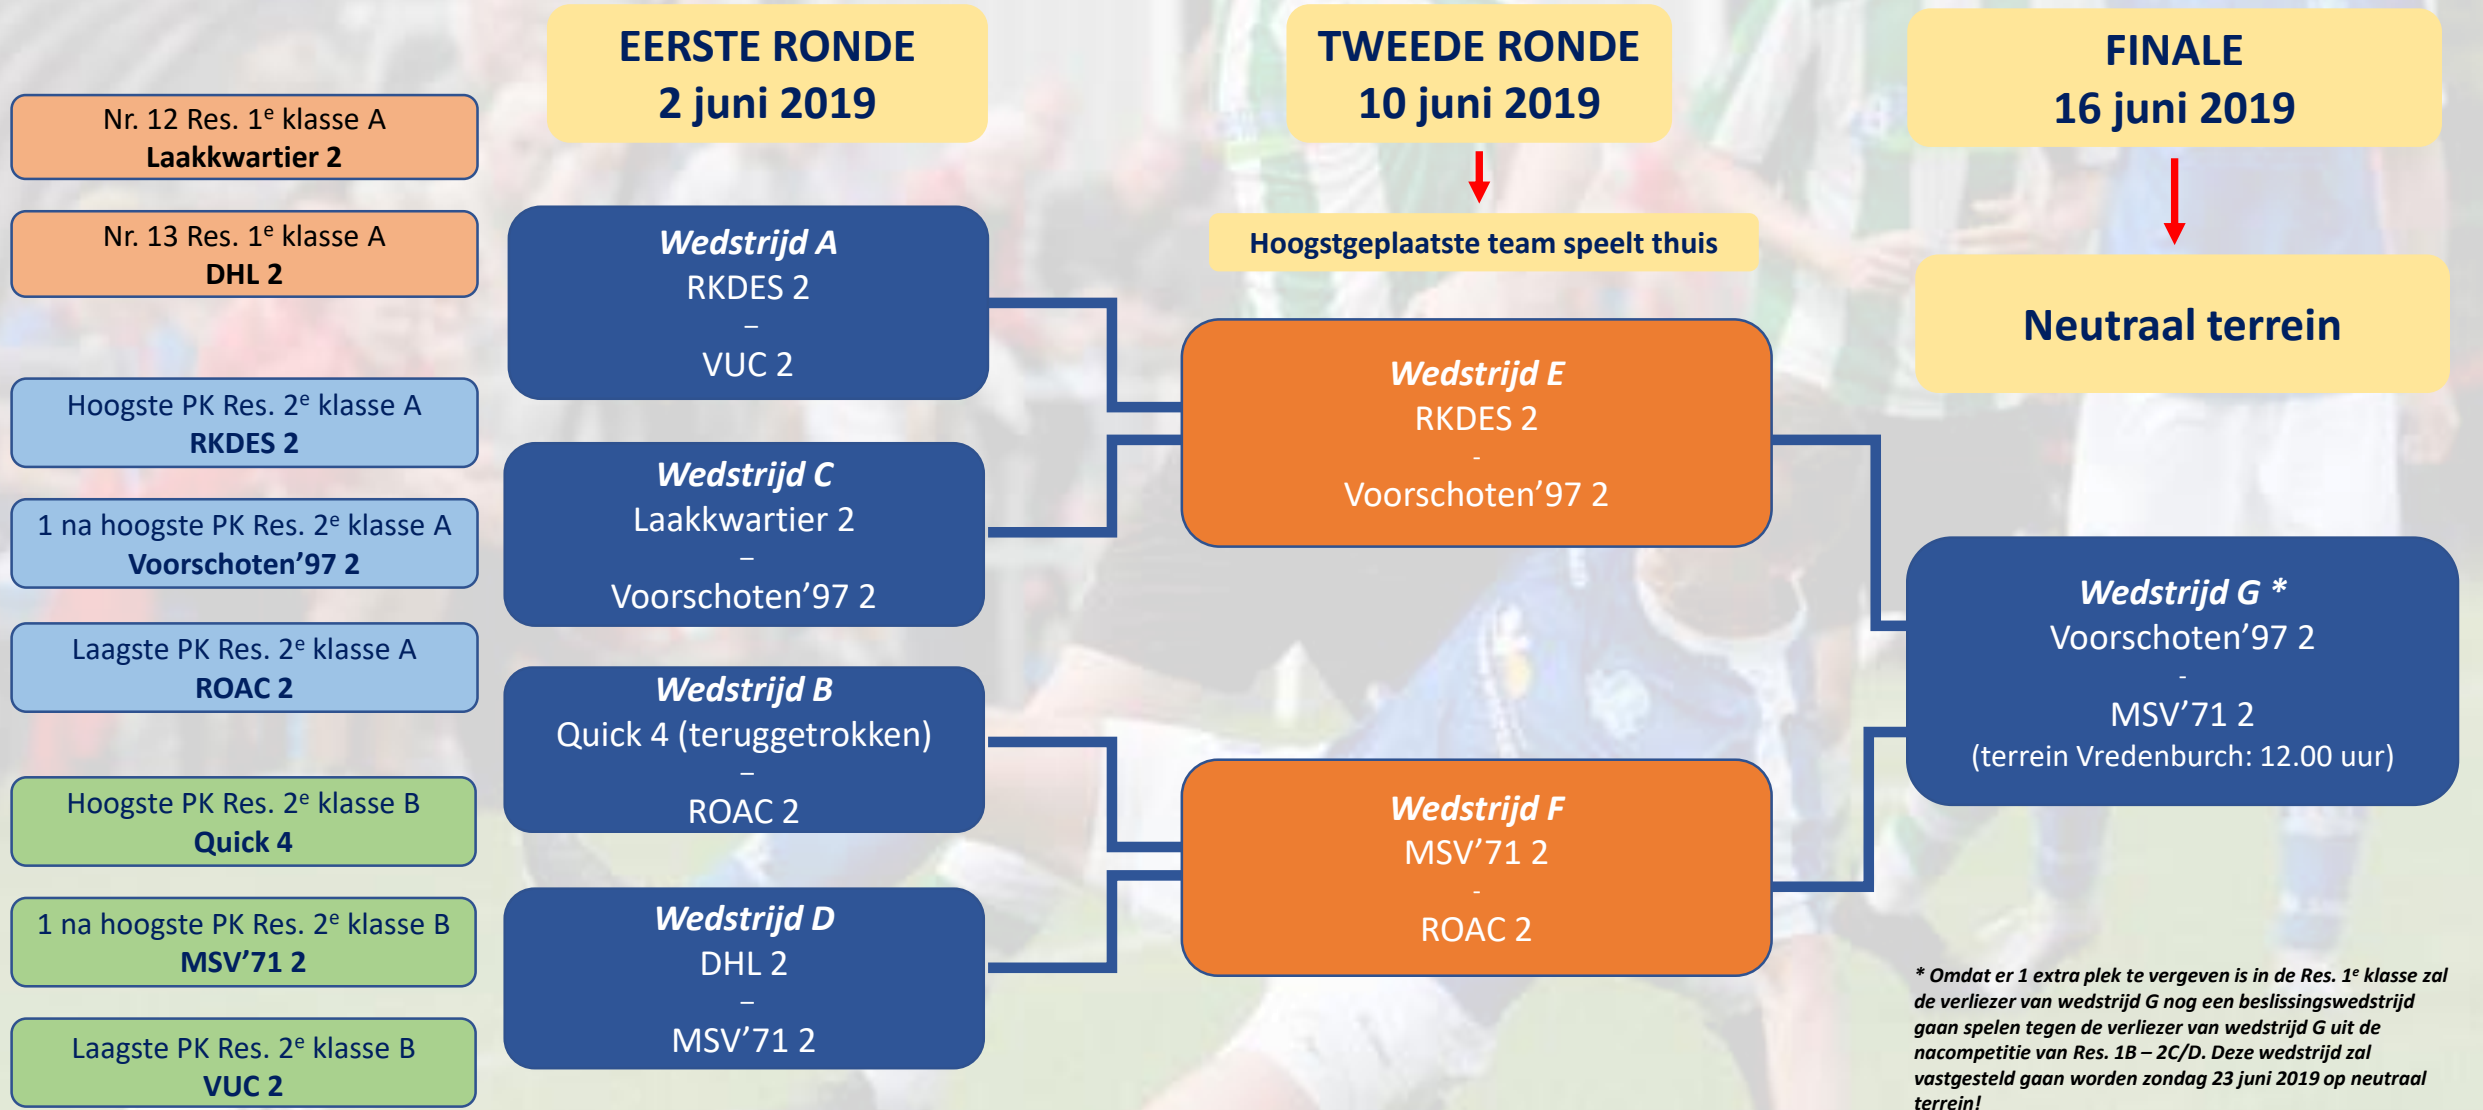 EERSTE RONDE
2 juni 2019
TWEEDE RONDE
10 juni 2019
FINALE
16 juni 2019
Nr. 12 Res. 1e klasse A
Laakkwartier 2
Nr. 13 Res. 1e klasse A
DHL 2
Hoogste PK Res. 2e klasse A
RKDES 2
1 na hoogste PK Res. 2e klasse A
Voorschoten’97 2
Laagste PK Res. 2e klasse A
ROAC 2
Hoogste PK Res. 2e klasse B
Quick 4
1 na hoogste PK Res. 2e klasse B
MSV’71 2
Laagste PK Res. 2e klasse B
VUC 2
Wedstrijd A
RKDES 2
–
VUC 2
Wedstrijd C
Laakkwartier 2
–
Voorschoten’97 2
Wedstrijd B
Quick 4 (teruggetrokken)
–
ROAC 2
Wedstrijd D
DHL 2
–
MSV’71 2
Hoogstgeplaatste team speelt thuis
Wedstrijd E
RKDES 2
-
Voorschoten’97 2
Wedstrijd F
MSV’71 2
-
ROAC 2
Neutraal terrein
Wedstrijd G *
Voorschoten’97 2
-
MSV’71 2
(terrein Vredenburch: 12.00 uur)
* Omdat er 1 extra plek te vergeven is in de Res. 1e klasse zal
de verliezer van wedstrijd G nog een beslissingswedstrijd
gaan spelen tegen de verliezer van wedstrijd G uit de
nacompetitie van Res. 1B – 2C/D. Deze wedstrijd zal
vastgesteld gaan worden zondag 23 juni 2019 op neutraal
terrein!